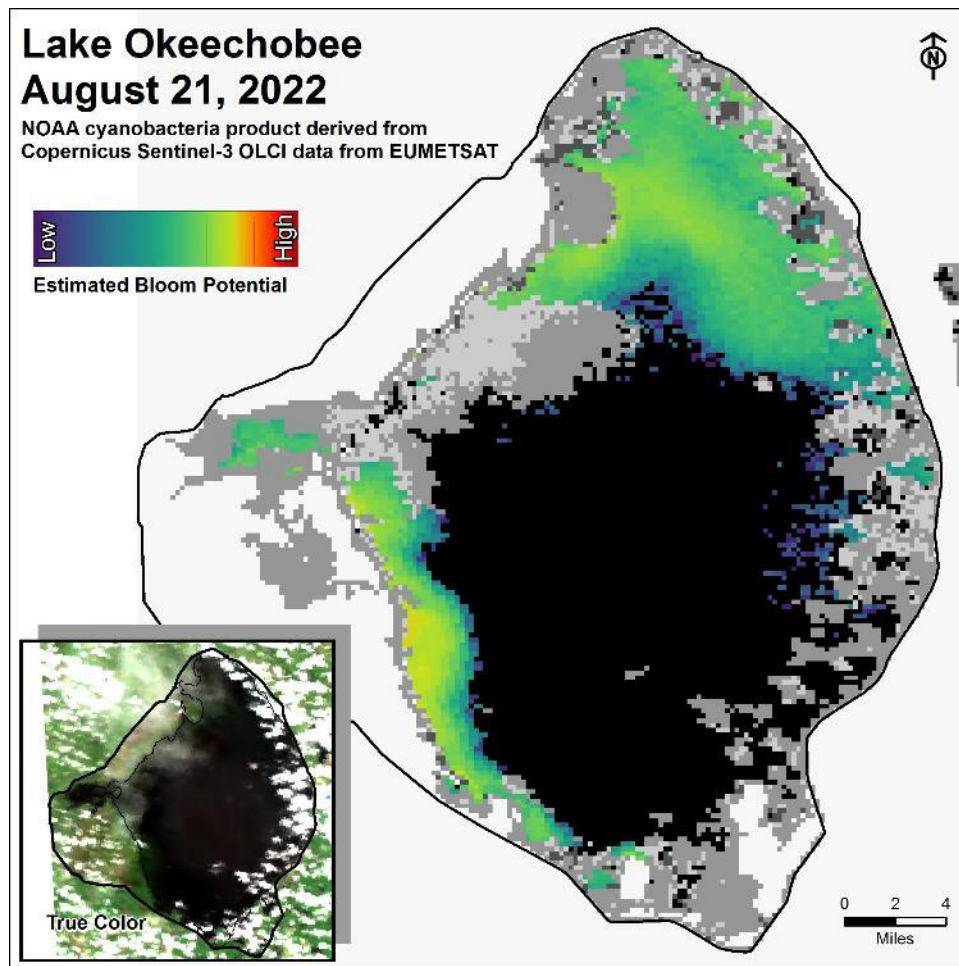 Lake Okeechobee
August 21, 2022
NOAA cyanobacteria product derived from
Copernicus Sentinel-3 OLCI data from EUMETSAT
N
Low
High
Estimated Bloom Potential
True Color
0 2 4
Miles